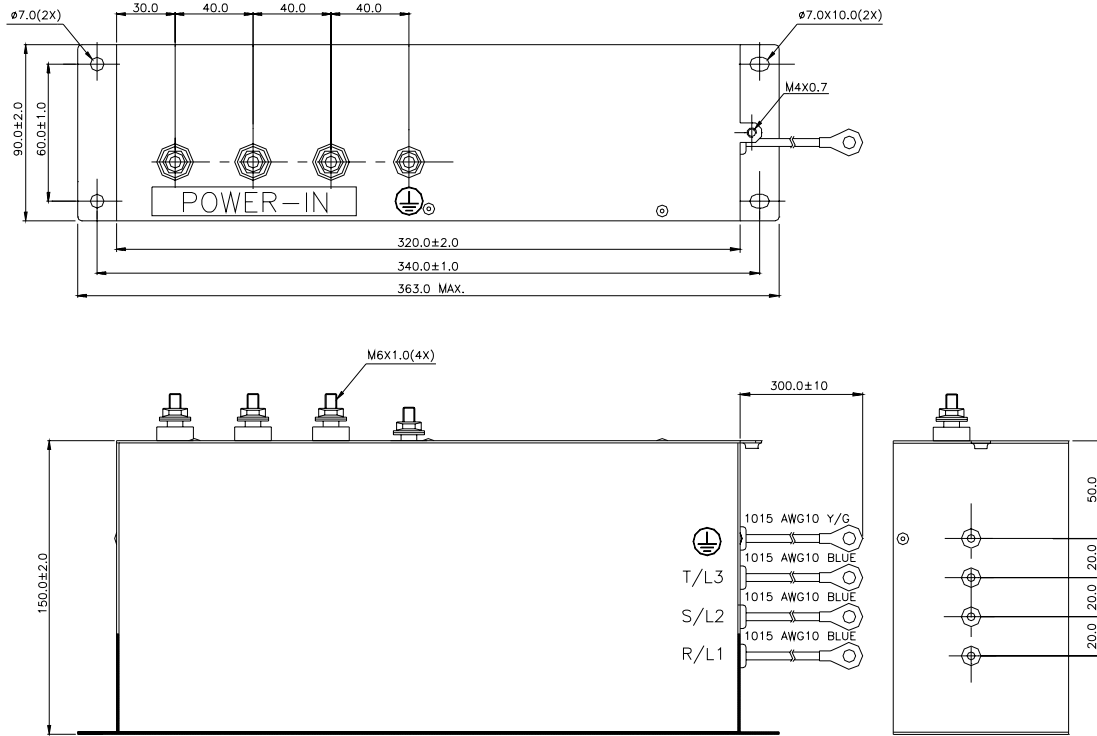 30.0
40.0
40.0
40.0
ø7.0(2X)
ø7.0X10.0(2X)
M4X0.7
90.0±2.0
60.0±1.0
POWER-IN
320.0±2.0
340.0±1.0
363.0 MAX.
M6X1.0(4X)
300.0±10
150.0±2.0
50.0
1015 AWG10 Y/G
20.0
1015 AWG10 BLUE
T/L3
20.0
1015 AWG10 BLUE
S/L2
20.0
1015 AWG10 BLUE
R/L1